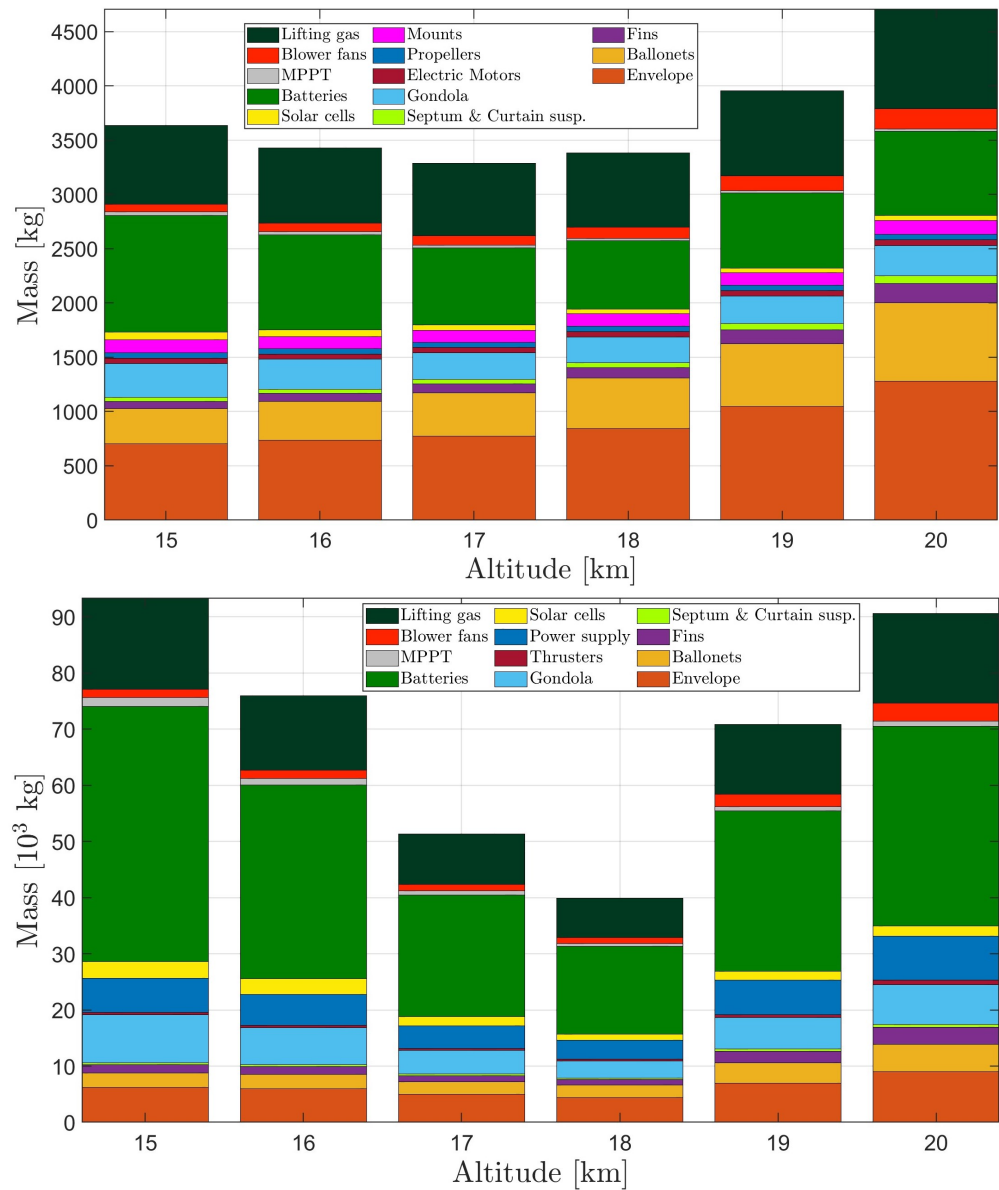 4500
4000
3500
3000
2500
2000
1500
1000
500
0
Mass [kg]
Lifting gas
Blower fans
MPPT
Batteries
Solar cells
Mounts
Propellers
Electric Motors
Gondola
Septum & Curtain susp.
Fins
Ballonets
Envelope
15 16 17 18 19 20
Altitude [km]
90
80
70
60
50
40
30
20
10
0
Mass [10³ kg]
Lifting gas
Blower fans
MPPT
Batteries
Solar cells
Power supply
Thrusters
Gondola
Septum & Curtain susp.
Fins
Ballonets
Envelope
15 16 17 18 19 20
Altitude [km]